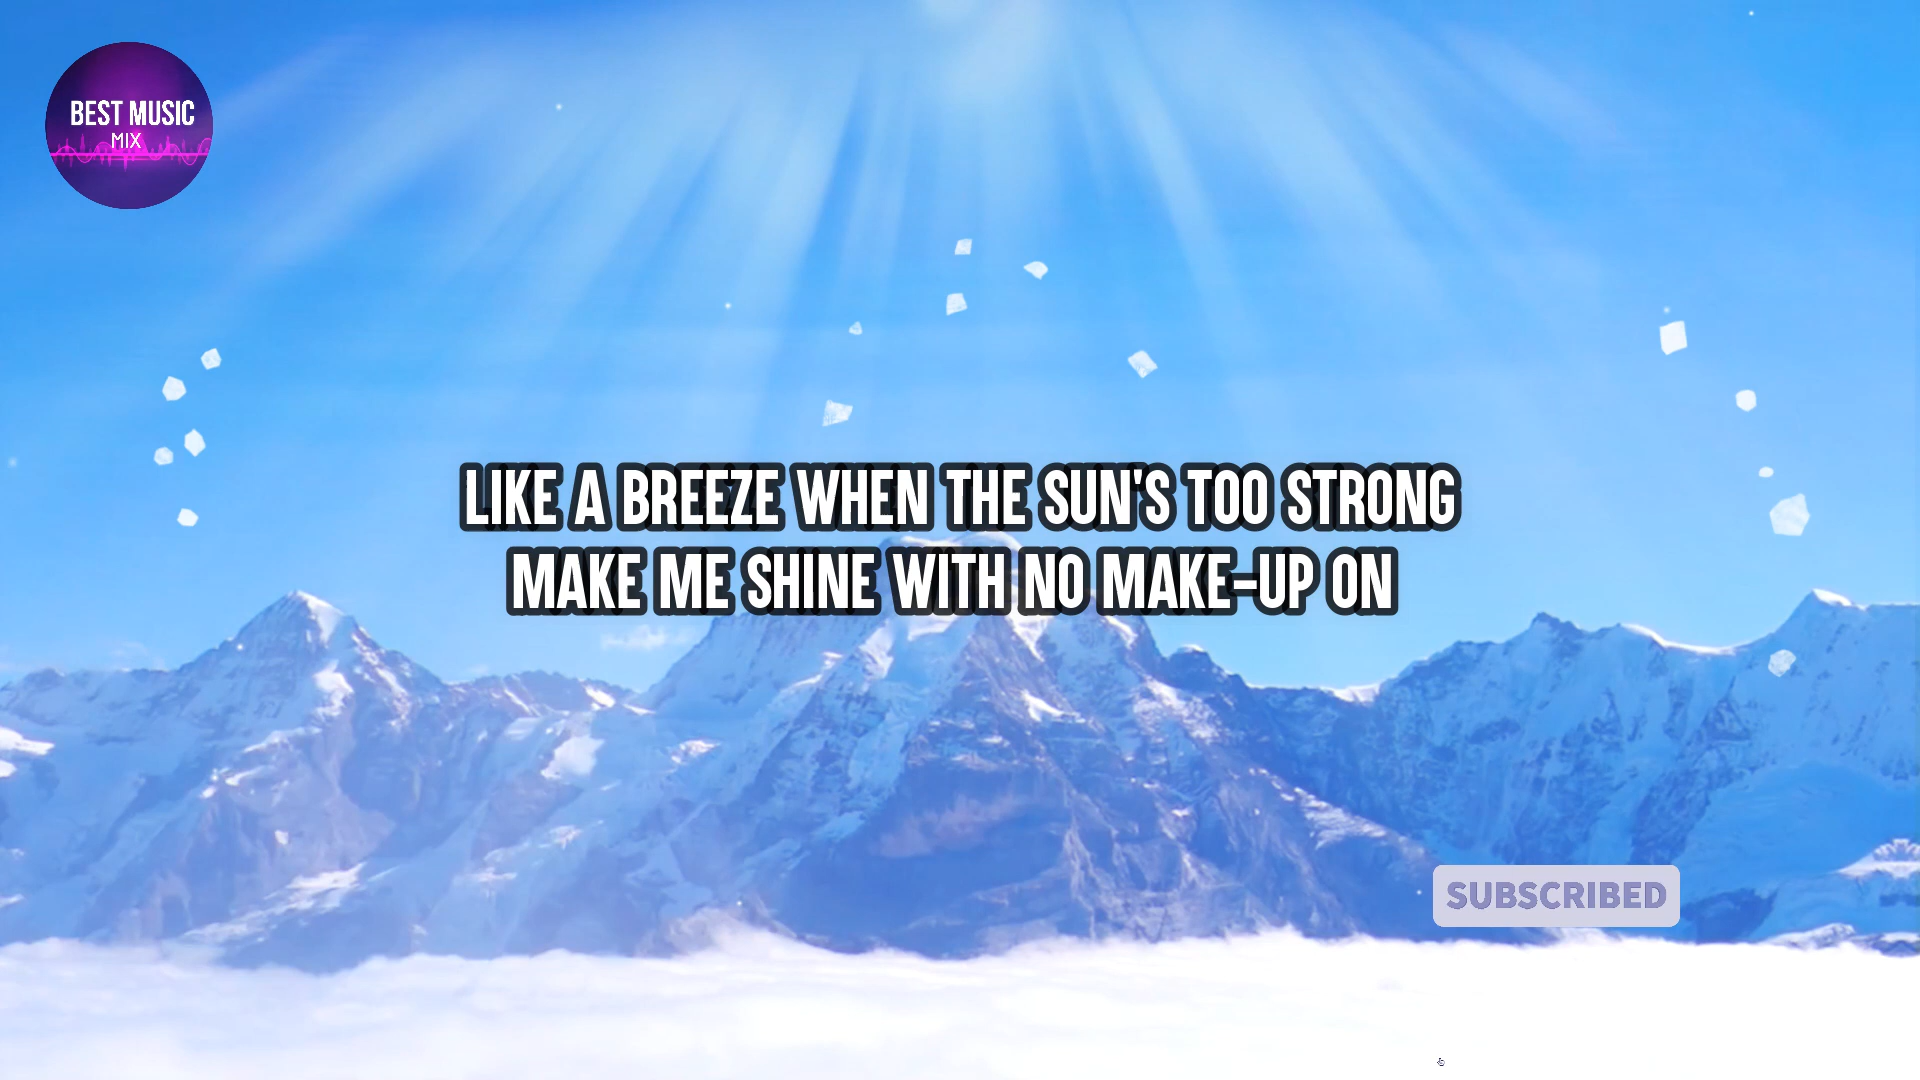 BEST MUSIC
MIX
LIKE A BREEZE WHEN THE SUN'S TOO STRONG
MAKE ME SHINE WITH NO MAKE-UP ON
SUBSCRIBED